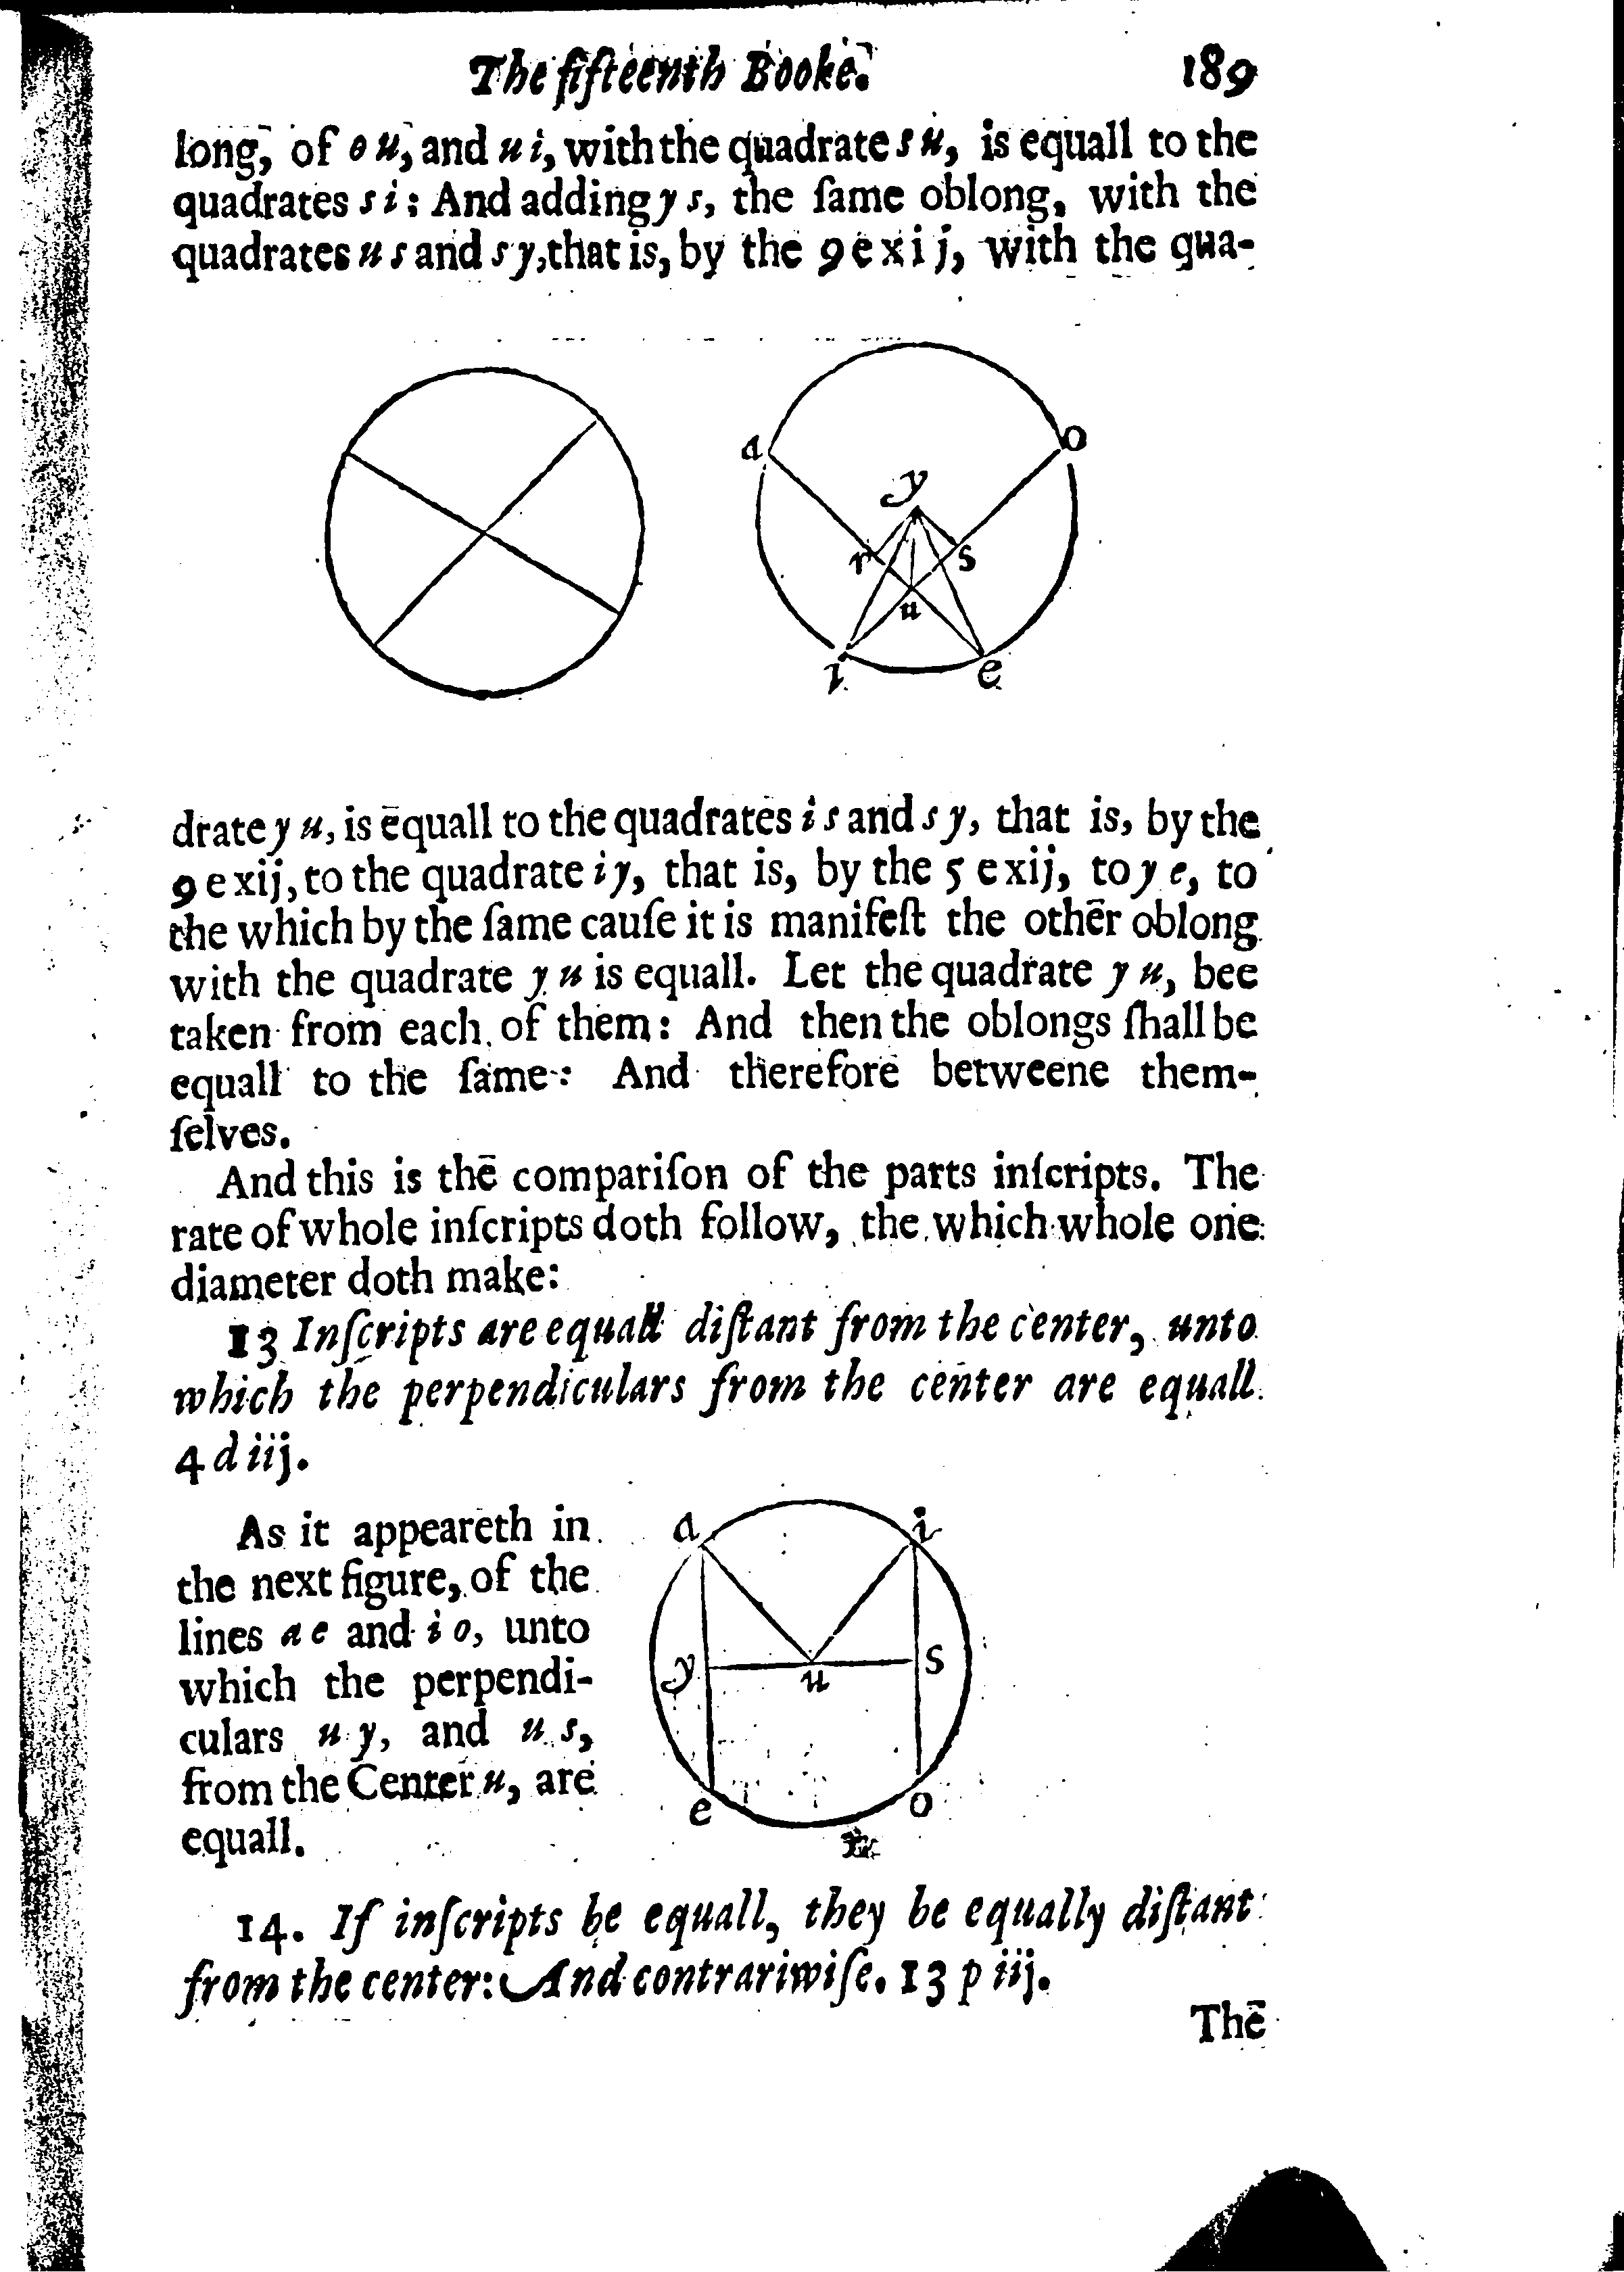 The fifteenth Booke. 189
long, of o u, and u i, with the quadrate s u, is equall to the
quadrates s i: And adding y s, the ſame oblong, with the
quadrates u s and s y, that is, by the 9 e x i j, with the qua-
a
o
y
r
s
u
i
e
drate y u, is equall to the quadrates i s and s y, that is, by the
9 e xij, to the quadrate i y, that is, by the 5 e xij, to y e, to
the which by the ſame cauſe it is manifeſt the other oblong
with the quadrate y u is equall. Let the quadrate y u, bee
taken from each of them: And then the oblongs ſhall be
equall to the ſame: And therefore betweene them-
ſelves.
And this is the compariſon of the parts inſcripts. The
rate of whole inſcripts doth follow, the which whole one
diameter doth make:
13 Inſcripts are equall diſtant from the center, unto
which the perpendiculars from the center are equall.
4 d iij.
As it appeareth in
the next figure, of the
lines a e and i o, unto
which the perpendi-
culars u y, and u s,
from the Center u, are
equall.
a
i
y
u
s
e
o
14. If inſcripts be equall, they be equally diſtant
from the center: And contrariwiſe. 13 p iij.
The